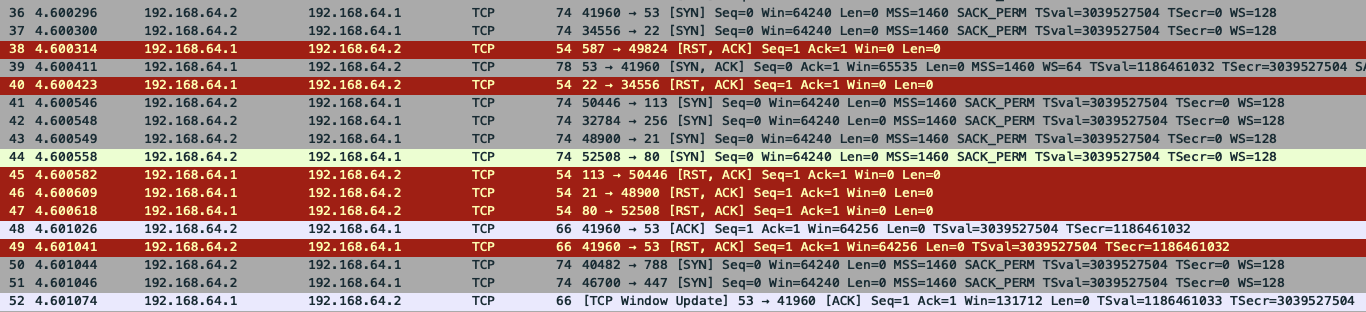 36 4.600296 192.168.64.2 192.168.64.1 TCP 74 41960 → 53 [SYN] Seq=0 Win=64240 Len=0 MSS=1460 SACK_PERM TSval=3039527504 TSecr=0 WS=128
37 4.600300 192.168.64.2 192.168.64.1 TCP 74 34556 → 22 [SYN] Seq=0 Win=64240 Len=0 MSS=1460 SACK_PERM TSval=3039527504 TSecr=0 WS=128
38 4.600314 192.168.64.1 192.168.64.2 TCP 54 587 → 49824 [RST, ACK] Seq=1 Ack=1 Win=0 Len=0
39 4.600411 192.168.64.1 192.168.64.2 TCP 78 53 → 41960 [SYN, ACK] Seq=0 Ack=1 Win=65535 Len=0 MSS=1460 WS=64 TSval=1186461032 TSecr=3039527504 SA
40 4.600423 192.168.64.1 192.168.64.2 TCP 54 22 → 34556 [RST, ACK] Seq=1 Ack=1 Win=0 Len=0
41 4.600546 192.168.64.2 192.168.64.1 TCP 74 50446 → 113 [SYN] Seq=0 Win=64240 Len=0 MSS=1460 SACK_PERM TSval=3039527504 TSecr=0 WS=128
42 4.600548 192.168.64.2 192.168.64.1 TCP 74 32784 → 256 [SYN] Seq=0 Win=64240 Len=0 MSS=1460 SACK_PERM TSval=3039527504 TSecr=0 WS=128
43 4.600549 192.168.64.2 192.168.64.1 TCP 74 48900 → 21 [SYN] Seq=0 Win=64240 Len=0 MSS=1460 SACK_PERM TSval=3039527504 TSecr=0 WS=128
44 4.600558 192.168.64.2 192.168.64.1 TCP 74 52508 → 80 [SYN] Seq=0 Win=64240 Len=0 MSS=1460 SACK_PERM TSval=3039527504 TSecr=0 WS=128
45 4.600582 192.168.64.1 192.168.64.2 TCP 54 113 → 50446 [RST, ACK] Seq=1 Ack=1 Win=0 Len=0
46 4.600609 192.168.64.1 192.168.64.2 TCP 54 21 → 48900 [RST, ACK] Seq=1 Ack=1 Win=0 Len=0
47 4.600618 192.168.64.1 192.168.64.2 TCP 54 80 → 52508 [RST, ACK] Seq=1 Ack=1 Win=0 Len=0
48 4.601026 192.168.64.2 192.168.64.1 TCP 66 41960 → 53 [ACK] Seq=1 Ack=1 Win=64256 Len=0 TSval=3039527504 TSecr=1186461032
49 4.601041 192.168.64.2 192.168.64.1 TCP 66 41960 → 53 [RST, ACK] Seq=1 Ack=1 Win=64256 Len=0 TSval=3039527504 TSecr=1186461032
50 4.601044 192.168.64.2 192.168.64.1 TCP 74 40482 → 788 [SYN] Seq=0 Win=64240 Len=0 MSS=1460 SACK_PERM TSval=3039527504 TSecr=0 WS=128
51 4.601046 192.168.64.2 192.168.64.1 TCP 74 46700 → 447 [SYN] Seq=0 Win=64240 Len=0 MSS=1460 SACK_PERM TSval=3039527504 TSecr=0 WS=128
52 4.601074 192.168.64.1 192.168.64.2 TCP 66 [TCP Window Update] 53 → 41960 [ACK] Seq=1 Ack=1 Win=131712 Len=0 TSval=1186461033 TSecr=3039527504